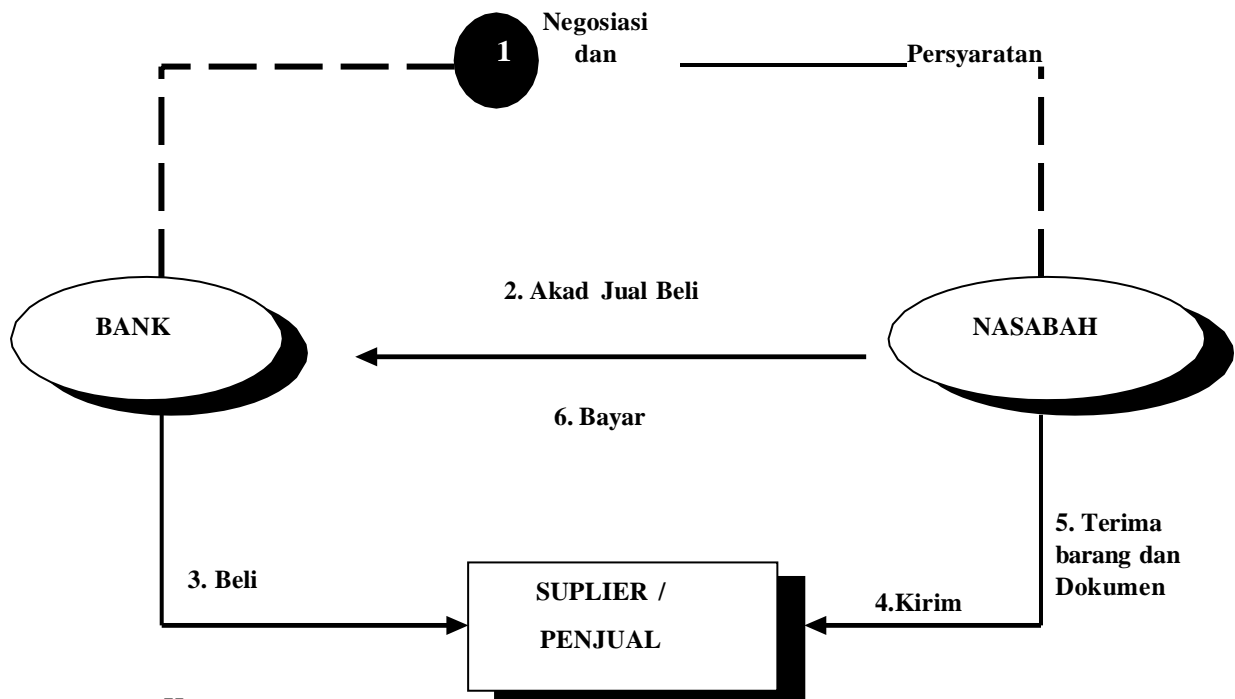 Negosiasi
1 dan Persyaratan
2. Akad Jual Beli
BANK
NASABAH
6. Bayar
5. Terima
barang dan
Dokumen
3. Beli
SUPLIER /
PENJUAL
4.Kirim